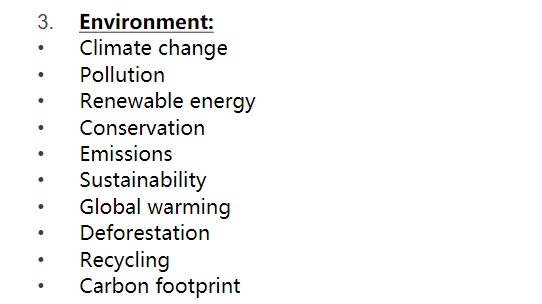 3. Environment:
• Climate change
• Pollution
• Renewable energy
• Conservation
• Emissions
• Sustainability
• Global warming
• Deforestation
• Recycling
• Carbon footprint